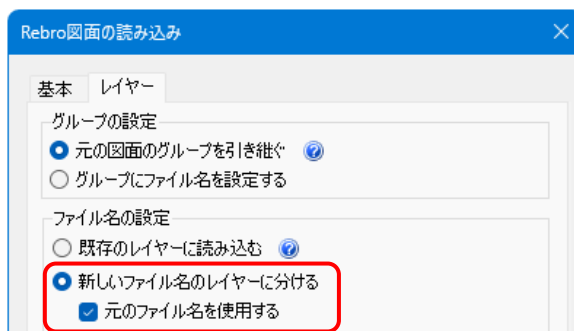 Rebro図面の読み込み
基本 レイヤー
グループの設定
元の図面のグループを引き継ぐ
グループにファイル名を設定する
ファイル名の設定
既存のレイヤーに読み込む
新しいファイル名のレイヤーに分ける
元のファイル名を使用する